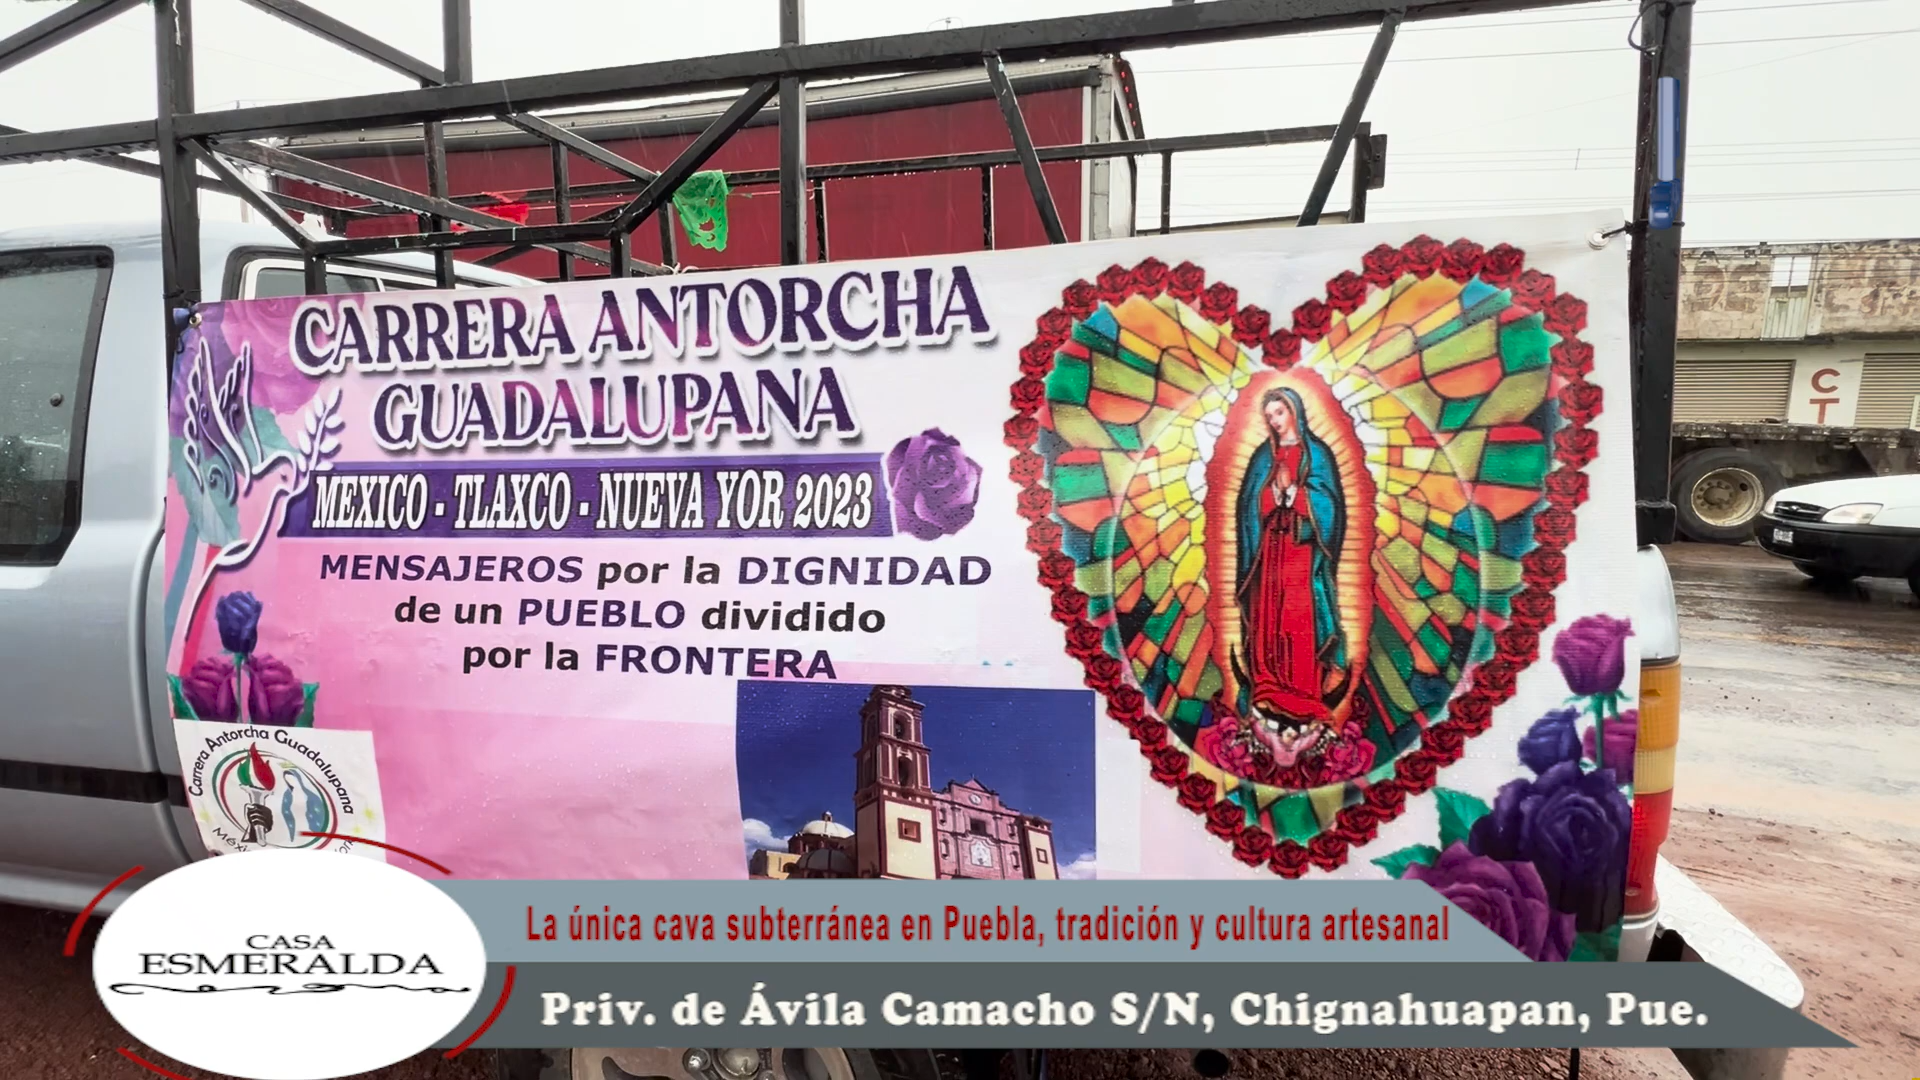 CARRERA ANTORCHA
GUADALUPANA
MEXICO - TLAXCO - NUEVA YOR 2023
MENSAJEROS por la DIGNIDAD
de un PUEBLO dividido
por la FRONTERA
Carrera Antorcha Guadalupana
C
T
CASA
ESMERALDA
La única cava subterránea en Puebla, tradición y cultura artesanal
Priv. de Ávila Camacho S/N, Chignahuapan, Pue.